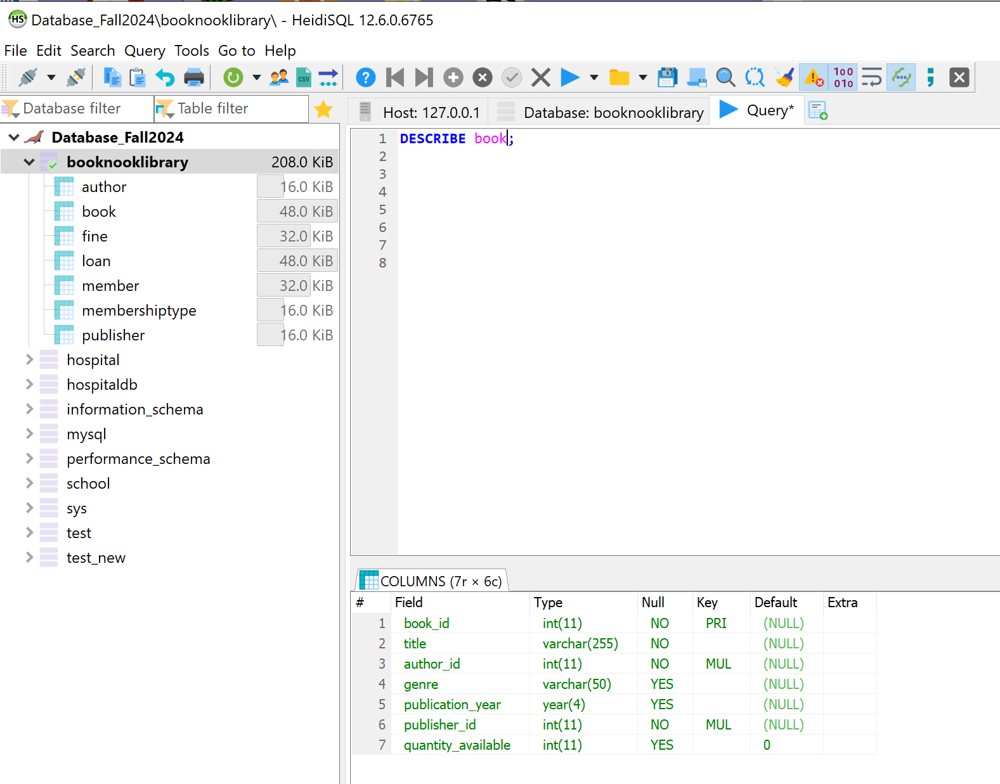 HS Database_Fall2024\booknooklibrary\ - HeidiSQL 12.6.0.6765
File Edit Search Query Tools Go to Help
CSV ? 100 010 ;
Database filter Table filter
Host: 127.0.0.1 Database: booknooklibrary Query*
Database_Fall2024
booknooklibrary 208.0 KiB
author 16.0 KiB
book 48.0 KiB
fine 32.0 KiB
loan 48.0 KiB
member 32.0 KiB
membershiptype 16.0 KiB
publisher 16.0 KiB
hospital
hospitaldb
information_schema
mysql
performance_schema
school
sys
test
test_new
1 DESCRIBE book;
2
3
4
5
6
7
8
COLUMNS (7r × 6c)
# Field Type Null Key Default Extra
1 book_id int(11) NO PRI (NULL)
2 title varchar(255) NO (NULL)
3 author_id int(11) NO MUL (NULL)
4 genre varchar(50) YES (NULL)
5 publication_year year(4) YES (NULL)
6 publisher_id int(11) NO MUL (NULL)
7 quantity_available int(11) YES 0